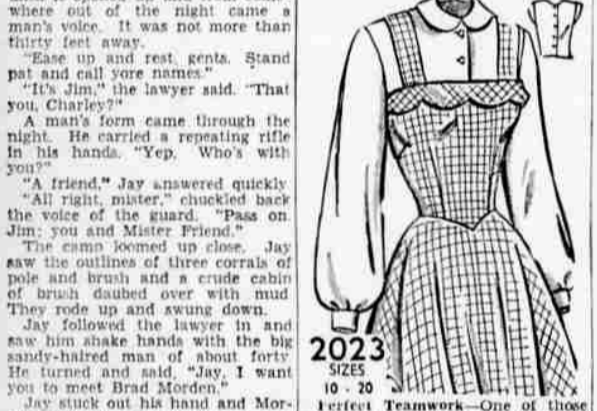 where out of the night came a
man's voice. It was not more than
thirty feet away.
"Ease up and rest, gents. Stand
pat and call yore names."
"It's Jim," the lawyer said. "That
you, Charley?"
A man's form came through the
night. He carried a repeating rifle
in his hands. "Yep. Who's with
you?"
"A friend," Jay answered quickly
"All right, mister," chuckled back
the voice of the guard. "Pass on.
Jim; you and Mister Friend."
The camp loomed up close. Jay
saw the outlines of three corrals of
pole and brush and a crude cabin
of brush daubed over with mud
They rode up and swung down.
Jay followed the lawyer in and
saw him shake hands with the big
sandy-haired man of about forty
He turned and said, "Jay, I want
you to meet Brad Morden."
Jay stuck out his hand and Mor-
2023
SIZES
10 - 20
Perfect Teamwork—One of those